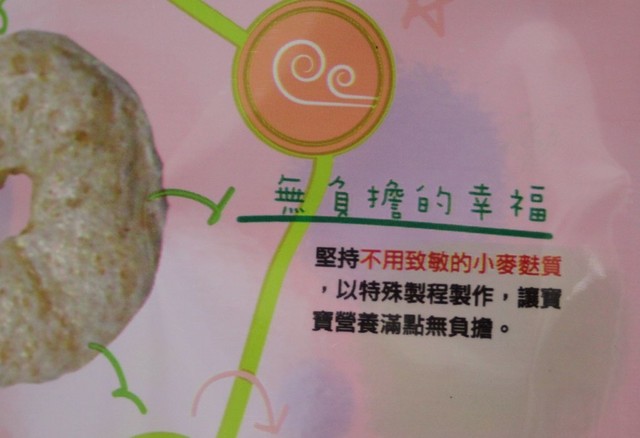 無負擔的幸福
堅持不用致敏的小麥麩質
，以特殊製程製作，讓寶
寶營養滿點無負擔。